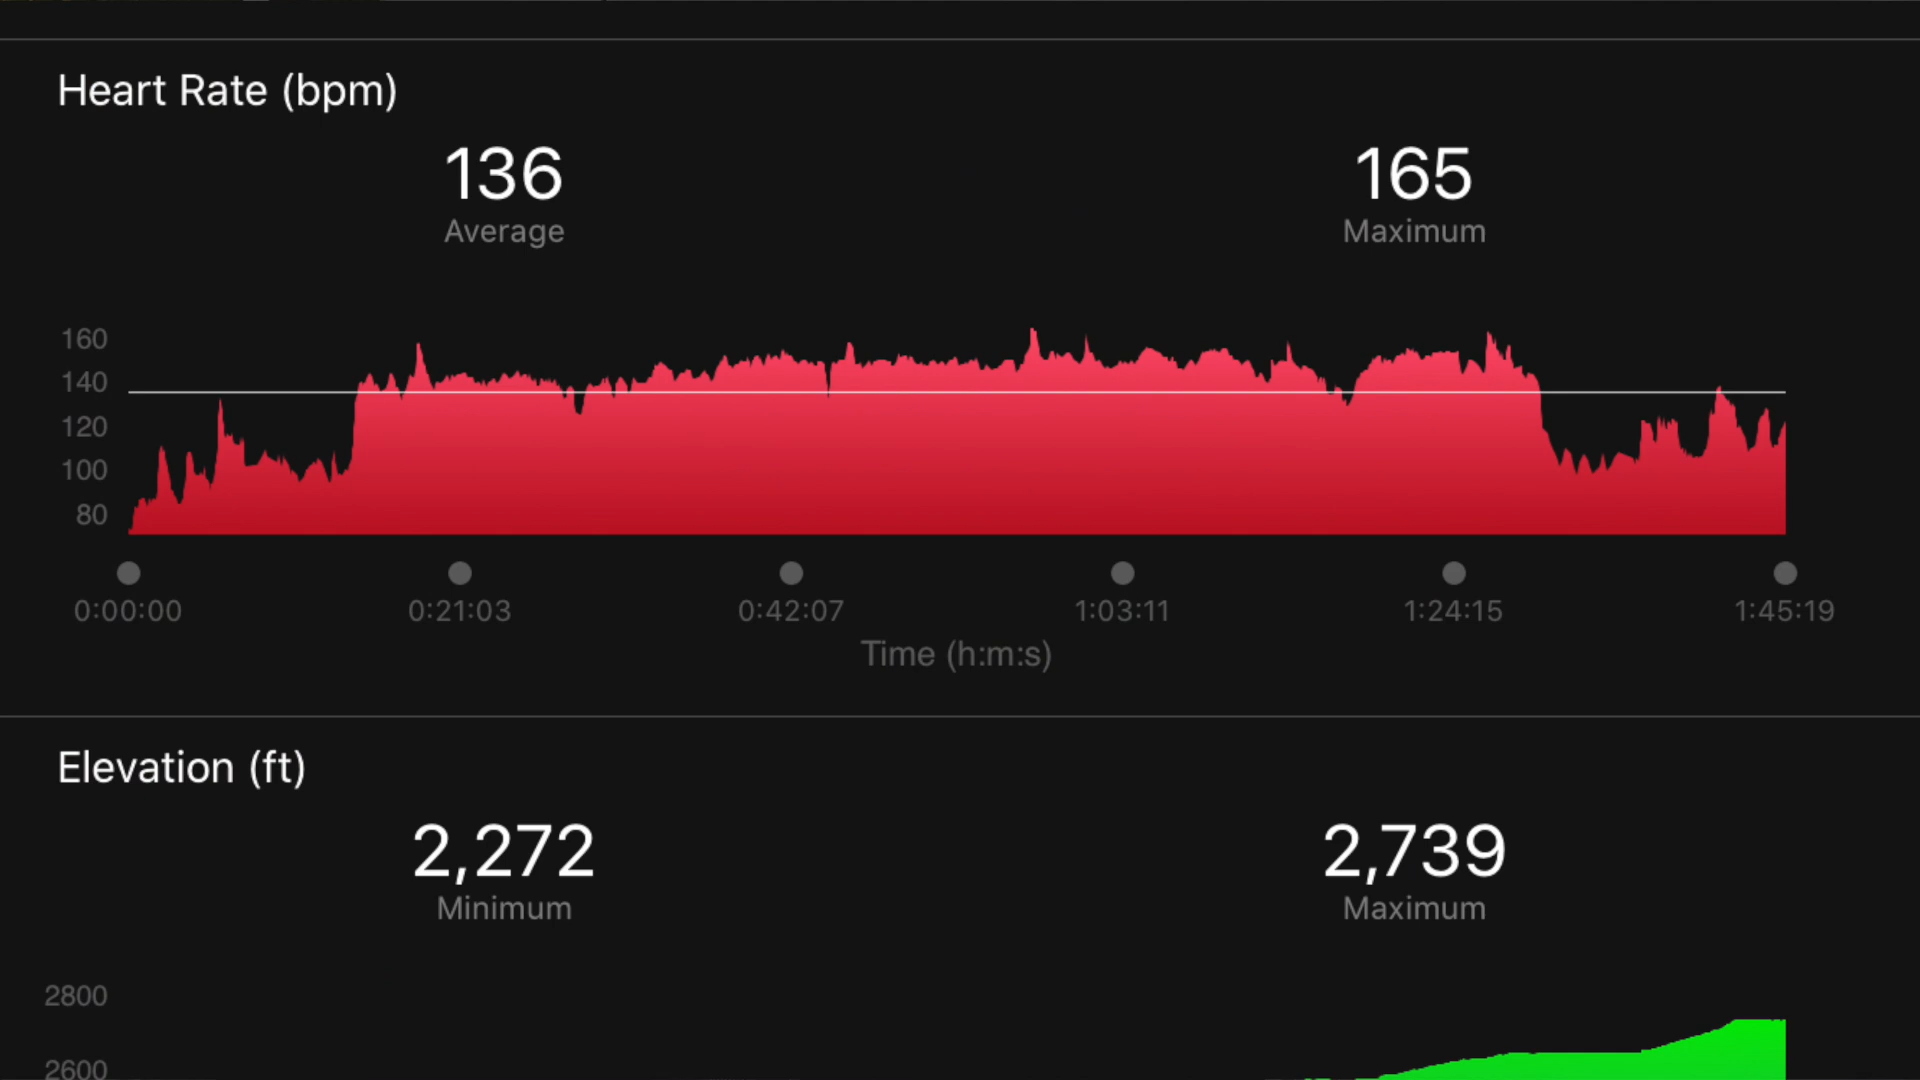 Heart Rate (bpm)
136
165
Average
Maximum
160
140
120
100
80
0:00:00
0:21:03
0:42:07
1:03:11
1:24:15
1:45:19
Time (h:m:s)
Elevation (ft)
2,272
2,739
Minimum
Maximum
2800
2600